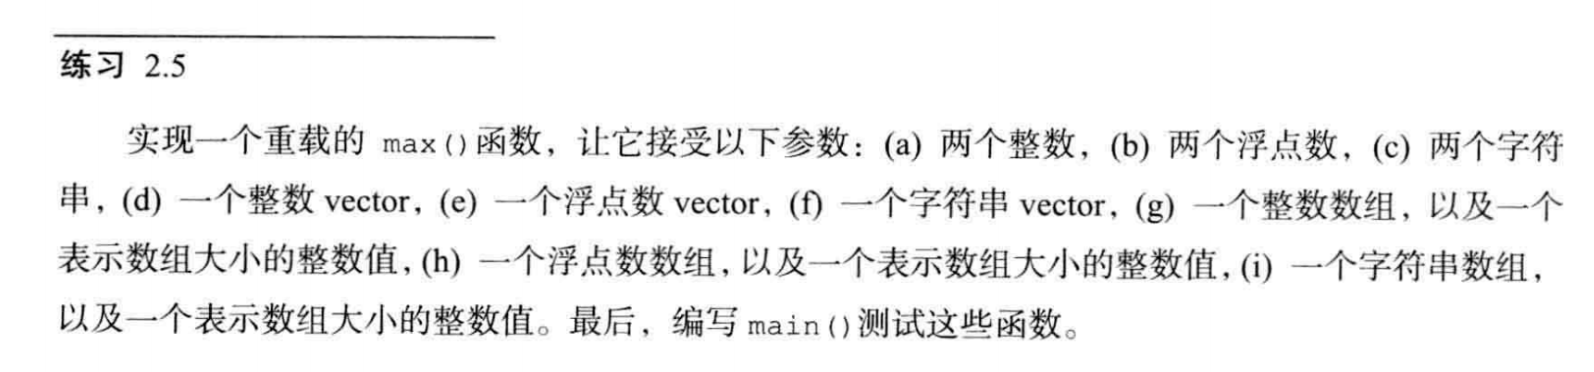 练习 2.5
实现一个重载的 max()函数，让它接受以下参数：(a) 两个整数，(b) 两个浮点数，(c) 两个字符
串，(d) 一个整数 vector，(e) 一个浮点数 vector，(f) 一个字符串 vector，(g) 一个整数数组，以及一个
表示数组大小的整数值，(h) 一个浮点数数组，以及一个表示数组大小的整数值，(i) 一个字符串数组，
以及一个表示数组大小的整数值。最后，编写 main()测试这些函数。